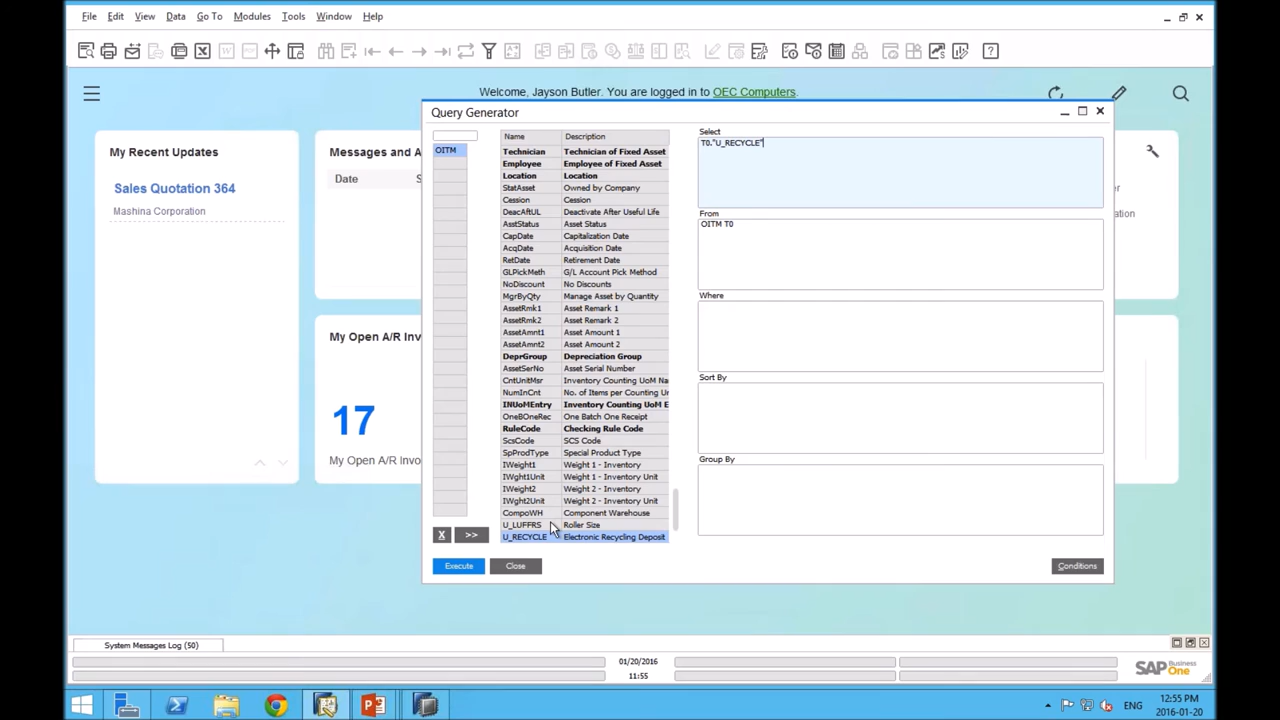 File Edit View Data Go To Modules Tools Window Help
Welcome, Jayson Butler. You are logged in to OEC Computers.
My Recent Updates
Sales Quotation 364
Mashina Corporation
Messages and A
Date
My Open A/R Inv
17
My Open A/R Invo
Query Generator
OITM
Name Description
Technician Technician of Fixed Asset
Employee Employee of Fixed Asset
Location Location
StatAsset Owned by Company
Cession Cession
DeacAftUL Deactivate After Useful Life
AsstStatus Asset Status
CapDate Capitalization Date
AcqDate Acquisition Date
RetDate Retirement Date
GLPickMeth G/L Account Pick Method
NoDiscount No Discounts
MgrByQty Manage Asset by Quantity
AssetRmk1 Asset Remark 1
AssetRmk2 Asset Remark 2
AssetAmnt1 Asset Amount 1
AssetAmnt2 Asset Amount 2
DeprGroup Depreciation Group
AssetSerNo Asset Serial Number
CntUnitMsr Inventory Counting UoM Na
NumInCnt No. of Items per Counting Un
INUoMEntry Inventory Counting UoM E
OneBOneRec One Batch One Receipt
RuleCode Checking Rule Code
ScsCode SCS Code
SpProdType Special Product Type
IWeight1 Weight 1 - Inventory
IWght1Unit Weight 1 - Inventory Unit
IWeight2 Weight 2 - Inventory
IWght2Unit Weight 2 - Inventory Unit
CompoWH Component Warehouse
U_LUFFRS Roller Size
U_RECYCLE Electronic Recycling Deposit
X >>
Execute Close
Select
T0."U_RECYCLE"
From
OITM T0
Where
Sort By
Group By
Conditions
System Messages Log (50)
01/20/2016
11:55
SAP Business One
ENG
12:55 PM
2016-01-20